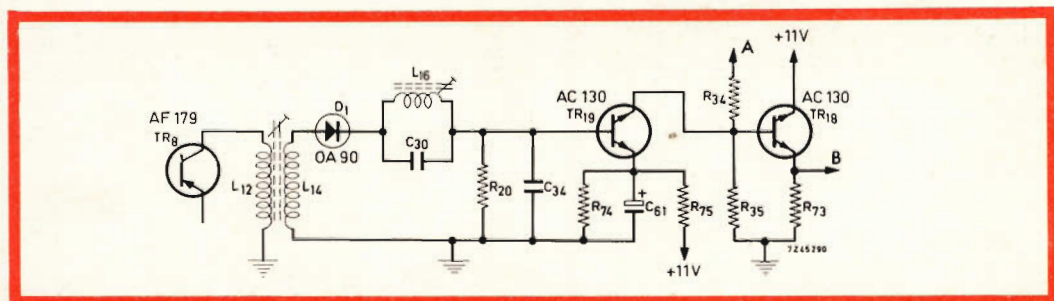 +11V
A
L16
AF 179
TR8
D1
OA 90
C30
AC 130
TR19
R34
AC 130
TR18
B
L12
L14
R20
C34
R74
+
C61
R75
R35
R73
+11V
7Z45290